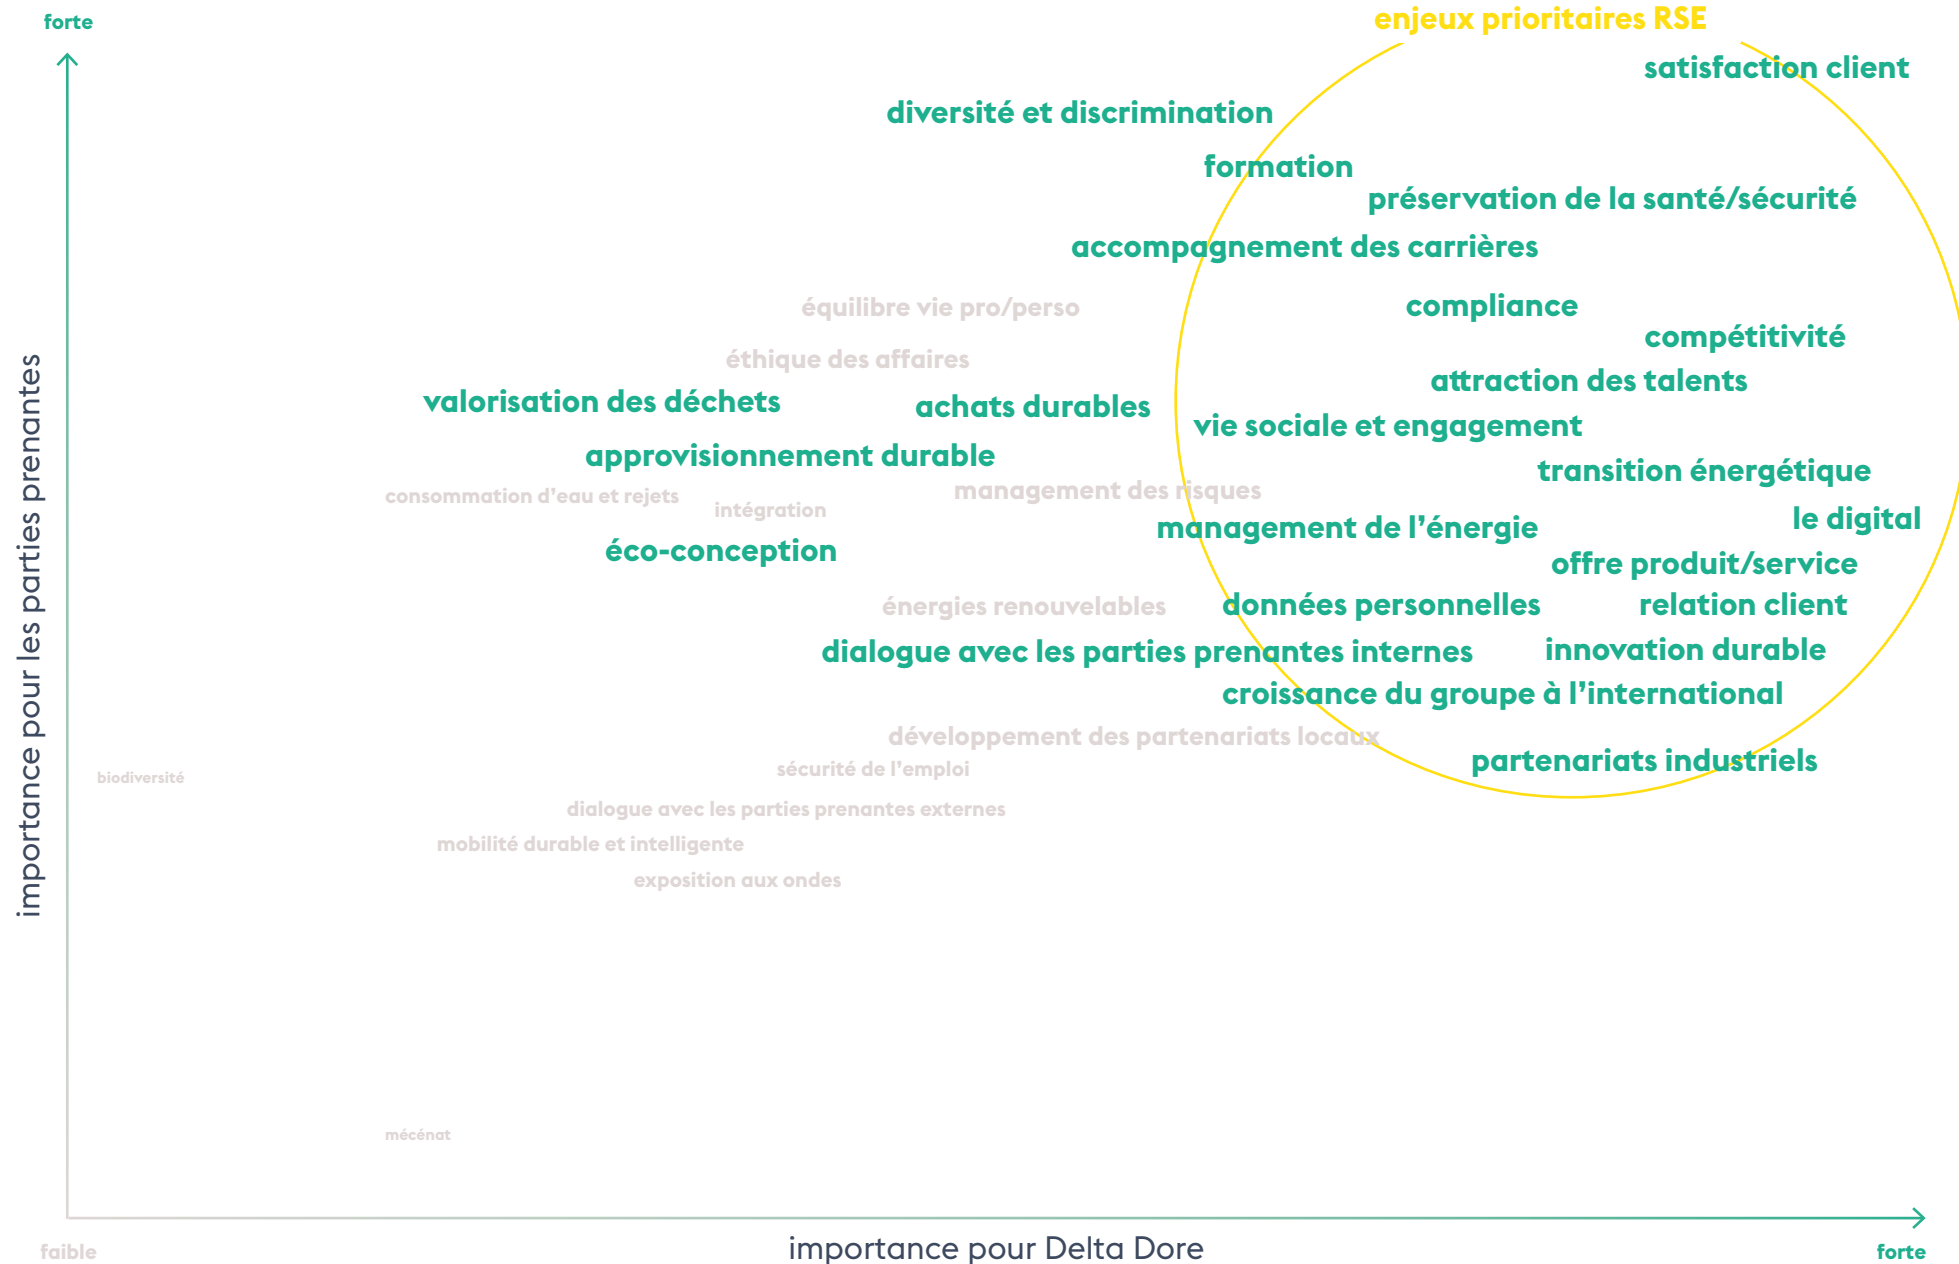 forte
enjeux prioritaires RSE
satisfaction client
diversité et discrimination
formation
préservation de la santé/sécurité
accompagnement des carrières
équilibre vie pro/perso
compliance
compétitivité
éthique des affaires
attraction des talents
valorisation des déchets
achats durables
vie sociale et engagement
approvisionnement durable
transition énergétique
consommation d’eau et rejets
management des risques
intégration
le digital
management de l’énergie
éco-conception
offre produit/service
énergies renouvelables
données personnelles
relation client
dialogue avec les parties prenantes internes
innovation durable
croissance du groupe à l’international
développement des partenariats locaux
partenariats industriels
sécurité de l’emploi
biodiversité
dialogue avec les parties prenantes externes
mobilité durable et intelligente
exposition aux ondes
mécénat
importance pour les parties prenantes
faible
importance pour Delta Dore
forte